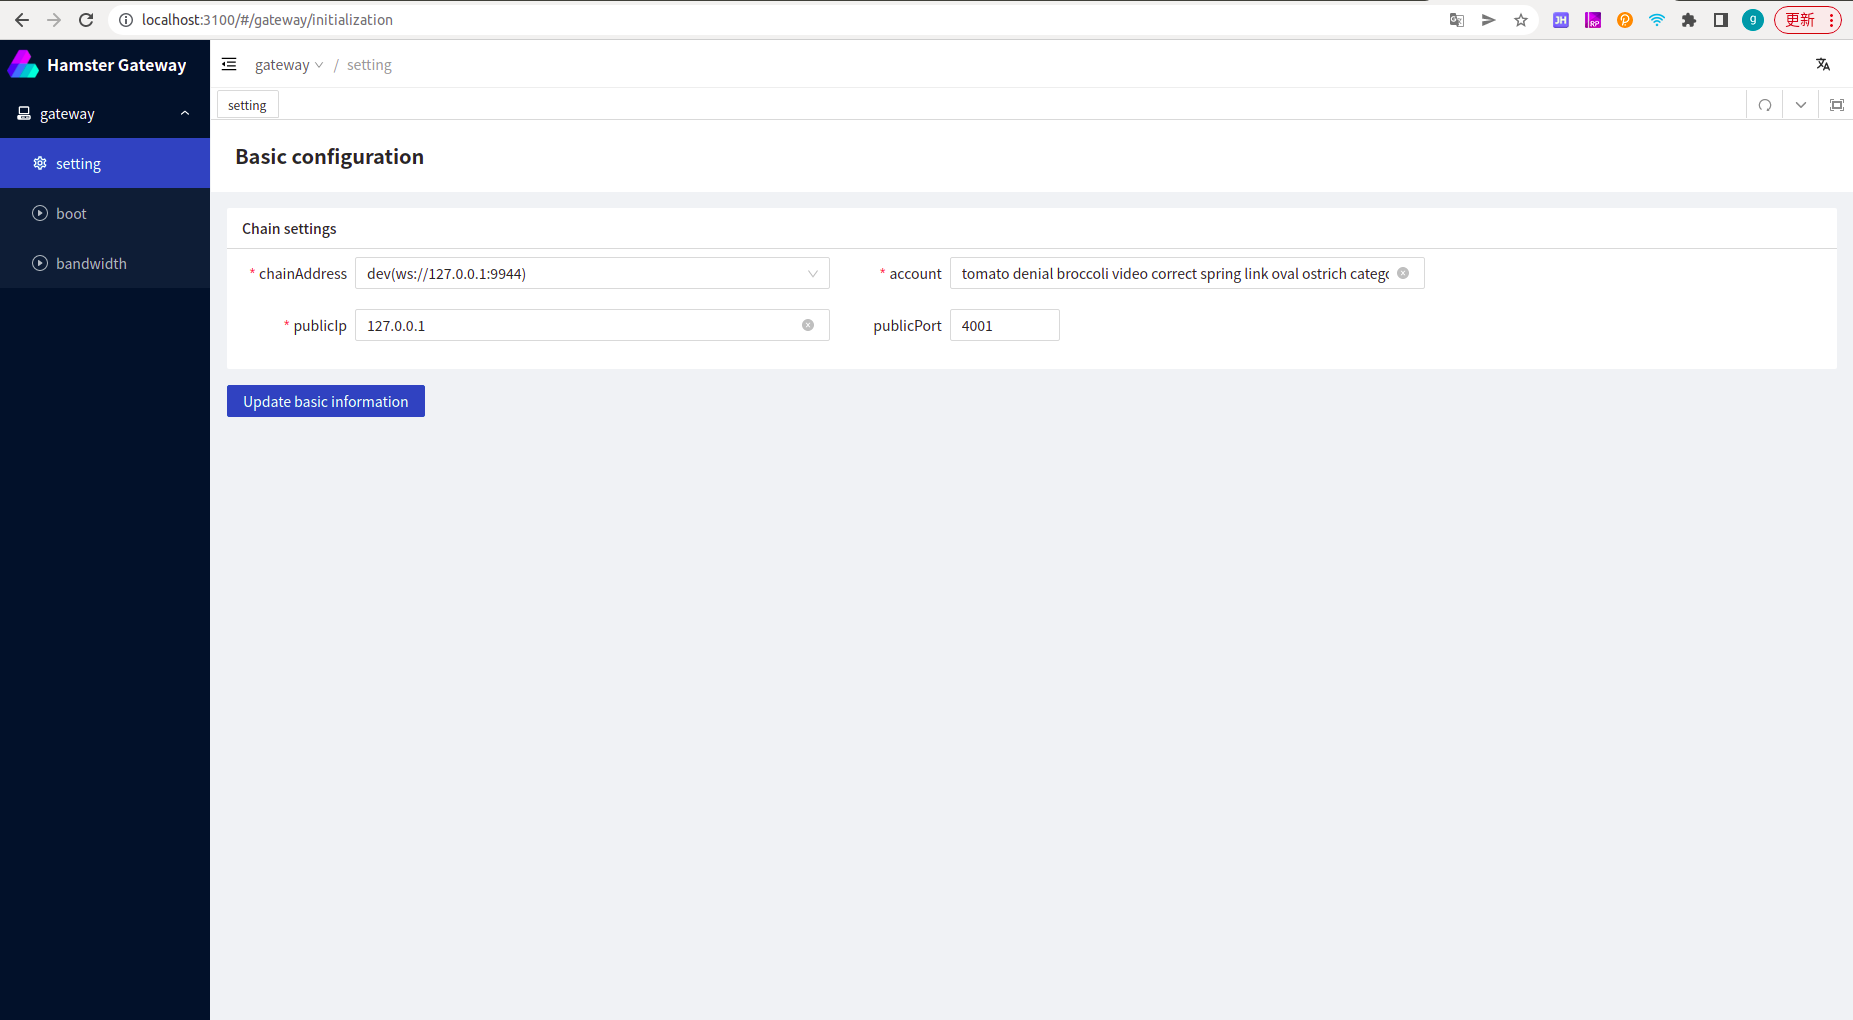 localhost:3100/#/gateway/initialization
JH
RP
g
更新
Hamster Gateway
gateway / setting
gateway
setting
setting
boot
bandwidth
Basic configuration
Chain settings
* chainAddress dev(ws://127.0.0.1:9944) * account tomato denial broccoli video correct spring link oval ostrich catego
* publicIp 127.0.0.1 publicPort 4001
Update basic information